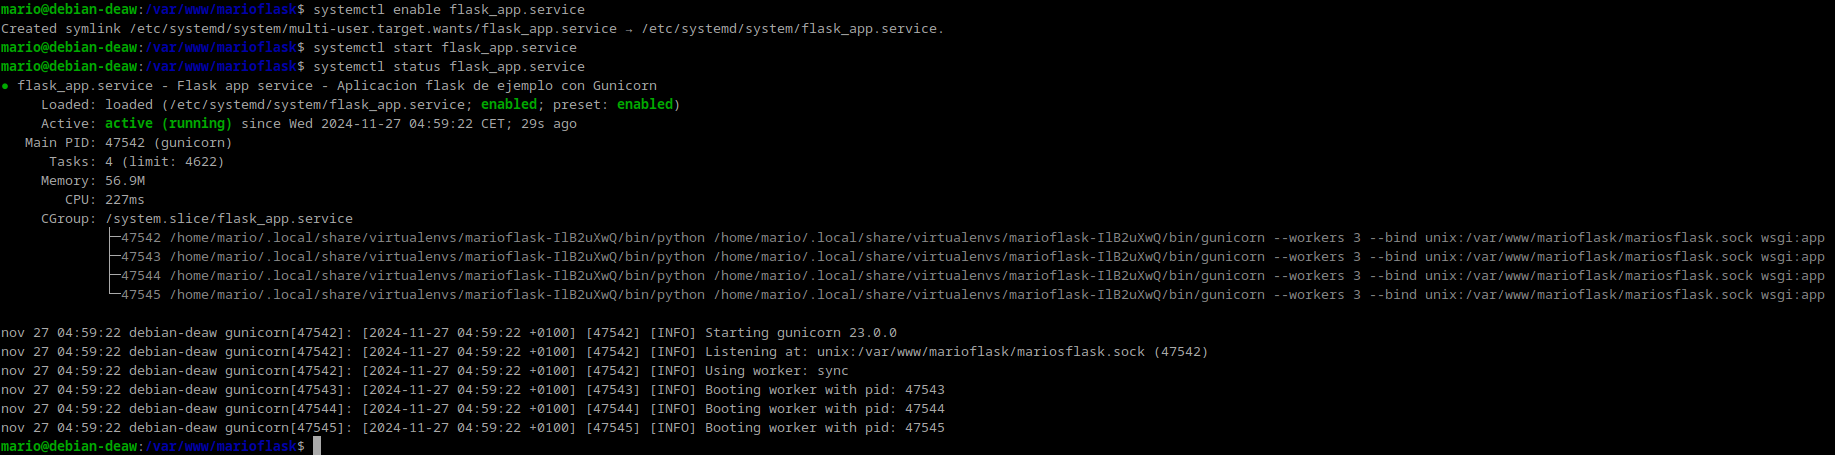 mario@debian-deaw:/var/www/marioflask$ systemctl enable flask_app.service
Created symlink /etc/systemd/system/multi-user.target.wants/flask_app.service → /etc/systemd/system/flask_app.service.
mario@debian-deaw:/var/www/marioflask$ systemctl start flask_app.service
mario@debian-deaw:/var/www/marioflask$ systemctl status flask_app.service
● flask_app.service - Flask app service - Aplicacion flask de ejemplo con Gunicorn
     Loaded: loaded (/etc/systemd/system/flask_app.service; enabled; preset: enabled)
     Active: active (running) since Wed 2024-11-27 04:59:22 CET; 29s ago
   Main PID: 47542 (gunicorn)
      Tasks: 4 (limit: 4622)
     Memory: 56.9M
        CPU: 227ms
     CGroup: /system.slice/flask_app.service
             ├─47542 /home/mario/.local/share/virtualenvs/marioflask-IlB2uXwQ/bin/python /home/mario/.local/share/virtualenvs/marioflask-IlB2uXwQ/bin/gunicorn --workers 3 --bind unix:/var/www/marioflask/mariosflask.sock wsgi:app
             ├─47543 /home/mario/.local/share/virtualenvs/marioflask-IlB2uXwQ/bin/python /home/mario/.local/share/virtualenvs/marioflask-IlB2uXwQ/bin/gunicorn --workers 3 --bind unix:/var/www/marioflask/mariosflask.sock wsgi:app
             ├─47544 /home/mario/.local/share/virtualenvs/marioflask-IlB2uXwQ/bin/python /home/mario/.local/share/virtualenvs/marioflask-IlB2uXwQ/bin/gunicorn --workers 3 --bind unix:/var/www/marioflask/mariosflask.sock wsgi:app
             └─47545 /home/mario/.local/share/virtualenvs/marioflask-IlB2uXwQ/bin/python /home/mario/.local/share/virtualenvs/marioflask-IlB2uXwQ/bin/gunicorn --workers 3 --bind unix:/var/www/marioflask/mariosflask.sock wsgi:app

nov 27 04:59:22 debian-deaw gunicorn[47542]: [2024-11-27 04:59:22 +0100] [47542] [INFO] Starting gunicorn 23.0.0
nov 27 04:59:22 debian-deaw gunicorn[47542]: [2024-11-27 04:59:22 +0100] [47542] [INFO] Listening at: unix:/var/www/marioflask/mariosflask.sock (47542)
nov 27 04:59:22 debian-deaw gunicorn[47542]: [2024-11-27 04:59:22 +0100] [47542] [INFO] Using worker: sync
nov 27 04:59:22 debian-deaw gunicorn[47543]: [2024-11-27 04:59:22 +0100] [47543] [INFO] Booting worker with pid: 47543
nov 27 04:59:22 debian-deaw gunicorn[47544]: [2024-11-27 04:59:22 +0100] [47544] [INFO] Booting worker with pid: 47544
nov 27 04:59:22 debian-deaw gunicorn[47545]: [2024-11-27 04:59:22 +0100] [47545] [INFO] Booting worker with pid: 47545
mario@debian-deaw:/var/www/marioflask$